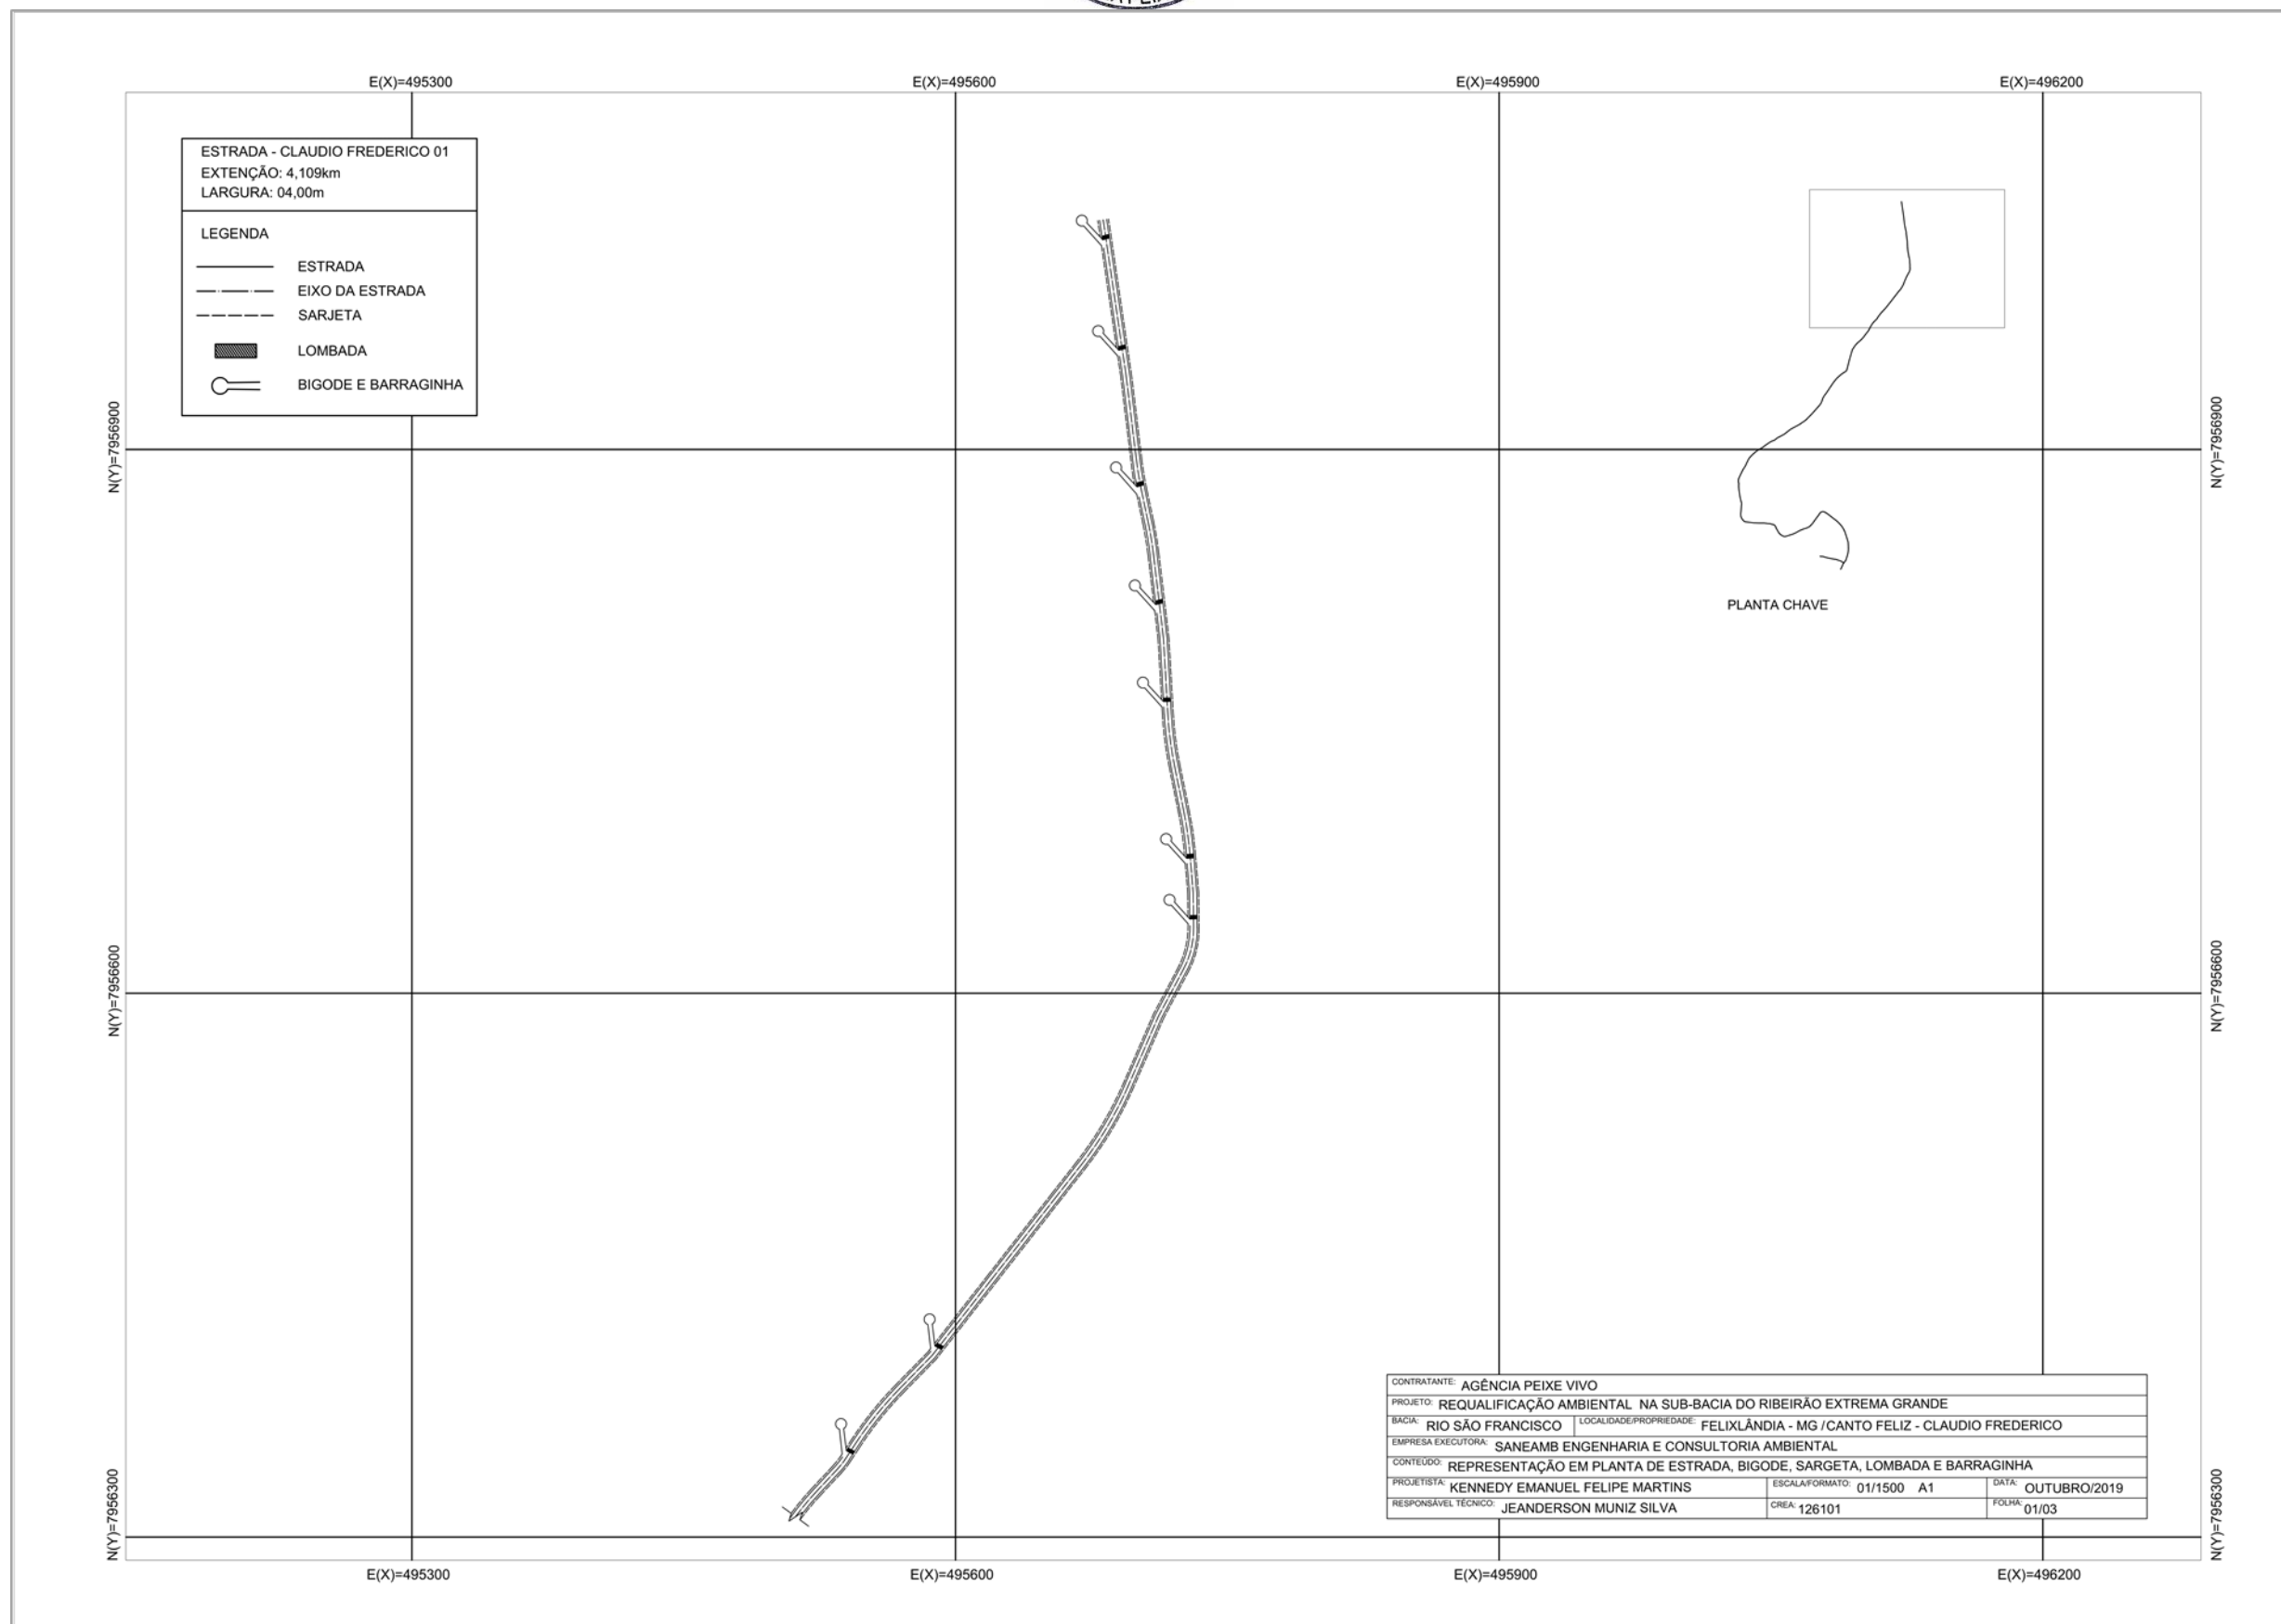 E(X)=495300
E(X)=495600
E(X)=495900
E(X)=496200
ESTRADA - CLAUDIO FREDERICO 01
EXTENÇÃO: 4,109km
LARGURA: 04,00m
LEGENDA
ESTRADA
EIXO DA ESTRADA
SARJETA
LOMBADA
BIGODE E BARRAGINHA
N(Y)=7956900
N(Y)=7956900
PLANTA CHAVE
N(Y)=7956600
N(Y)=7956600
CONTRATANTE: AGÊNCIA PEIXE VIVO
PROJETO: REQUALIFICAÇÃO AMBIENTAL NA SUB-BACIA DO RIBEIRÃO EXTREMA GRANDE
BACIA: RIO SÃO FRANCISCO LOCALIDADE/PROPRIEDADE: FELIXLÂNDIA - MG / CANTO FELIZ - CLAUDIO FREDERICO
EMPRESA EXECUTORA: SANEAMB ENGENHARIA E CONSULTORIA AMBIENTAL
CONTEÚDO: REPRESENTAÇÃO EM PLANTA DE ESTRADA, BIGODE, SARGETA, LOMBADA E BARRAGINHA
PROJETISTA: KENNEDY EMANUEL FELIPE MARTINS ESCALA/FORMATO: 01/1500 A1 DATA: OUTUBRO/2019
RESPONSÁVEL TÉCNICO: JEANDERSON MUNIZ SILVA CREA: 126101 FOLHA: 01/03
N(Y)=7956300
N(Y)=7956300
E(X)=495300
E(X)=495600
E(X)=495900
E(X)=496200